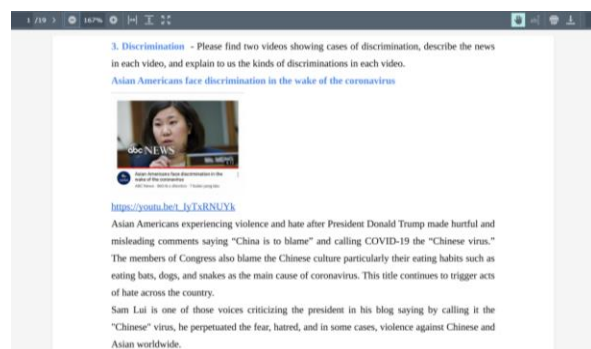 1 /19
167%
3. Discrimination - Please find two videos showing cases of discrimination, describe the news
in each video, and explain to us the kinds of discriminations in each video.
Asian Americans face discrimination in the wake of the coronavirus
abc NEWS
Asian Americans face discrimination in the
wake of the coronavirus
https://youtu.be/t_IyTxRNUYk
Asian Americans experiencing violence and hate after President Donald Trump made hurtful and
misleading comments saying “China is to blame” and calling COVID-19 the “Chinese virus.”
The members of Congress also blame the Chinese culture particularly their eating habits such as
eating bats, dogs, and snakes as the main cause of coronavirus. This title continues to trigger acts
of hate across the country.
Sam Lui is one of those voices criticizing the president in his blog saying by calling it the
"Chinese" virus, he perpetuated the fear, hatred, and in some cases, violence against Chinese and
Asian worldwide.